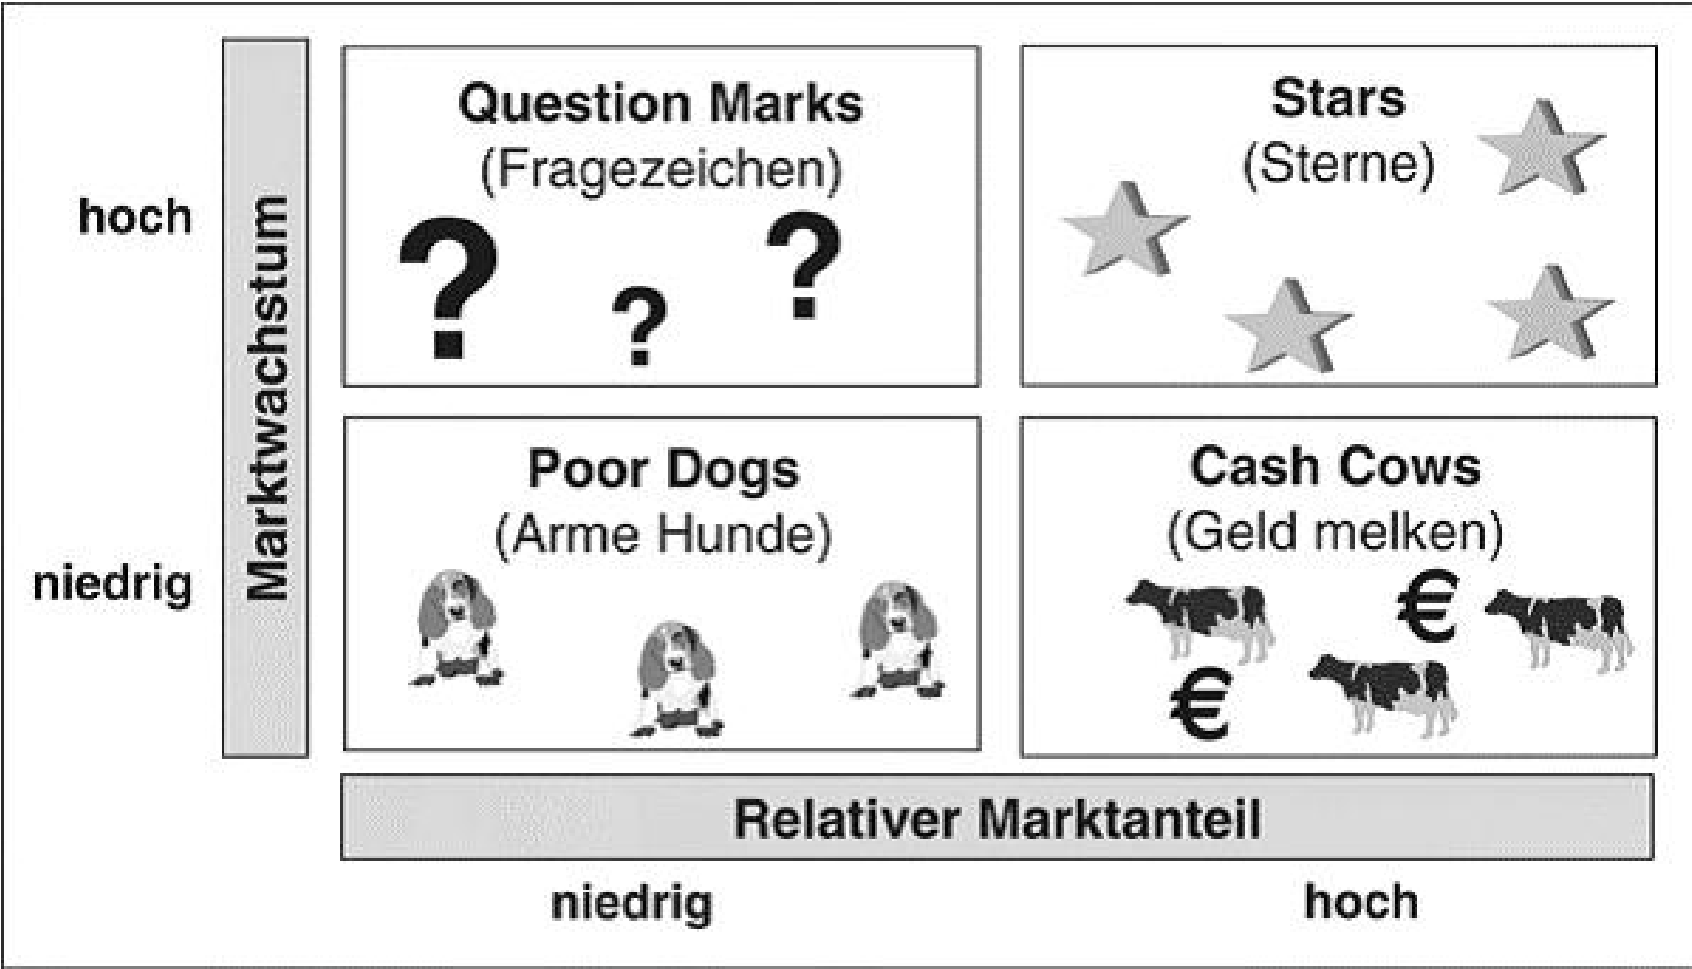 Question Marks
(Fragezeichen)
? ? ?
Stars
(Sterne)
hoch
Marktwachstum
niedrig
Poor Dogs
(Arme Hunde)
Cash Cows
(Geld melken)
€
€
Relativer Marktanteil
niedrig
hoch